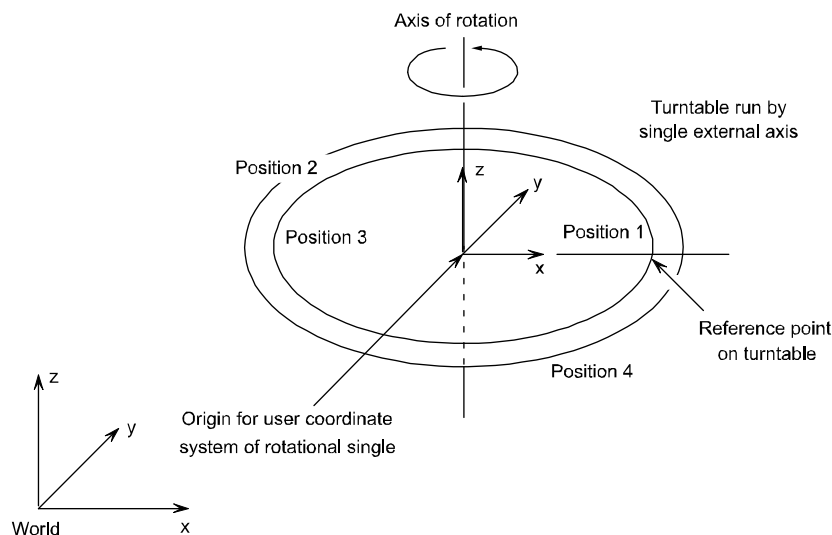 Axis of rotation
Turntable run by
single external axis
Position 2
z
y
Position 3
Position 1
x
Reference point
on turntable
Position 4
z
Origin for user coordinate
y
system of rotational single
World
x